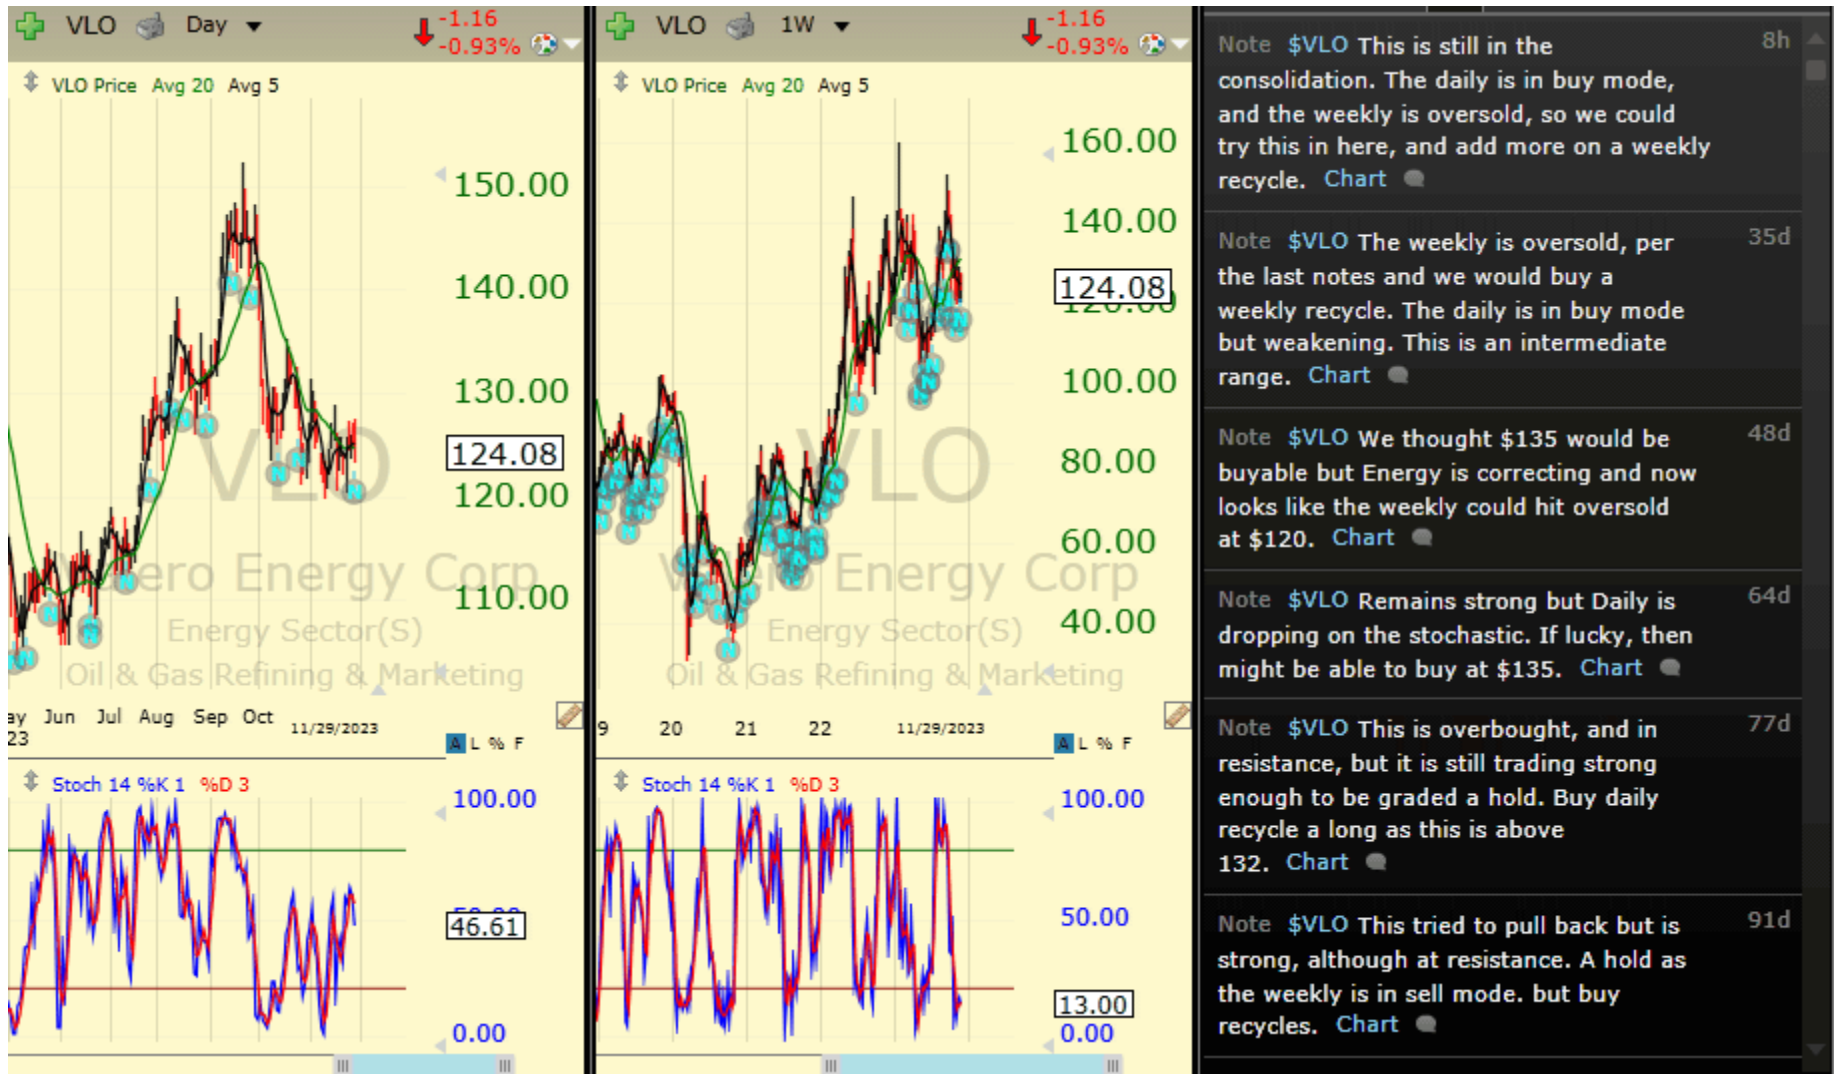 VLO Day
-1.16
-0.93%
VLO Price Avg 20 Avg 5
150.00
140.00
130.00
124.08
120.00
110.00
VLO
Energy Corp
Energy Sector(S)
Oil & Gas Refining & Marketing
ay Jun Jul Aug Sep Oct 11/29/2023
23
A L % F
Stoch 14 %K 1 %D 3
100.00
46.61
0.00
VLO 1W
-1.16
-0.93%
VLO Price Avg 20 Avg 5
160.00
140.00
124.08
120.00
100.00
80.00
60.00
40.00
VLO
Energy Corp
Energy Sector(S)
Oil & Gas Refining & Marketing
9 20 21 22 11/29/2023
A L % F
Stoch 14 %K 1 %D 3
100.00
50.00
13.00
0.00
Note $VLO This is still in the 8h
consolidation. The daily is in buy mode,
and the weekly is oversold, so we could
try this in here, and add more on a weekly
recycle. Chart
Note $VLO The weekly is oversold, per 35d
the last notes and we would buy a
weekly recycle. The daily is in buy mode
but weakening. This is an intermediate
range. Chart
Note $VLO We thought $135 would be 48d
buyable but Energy is correcting and now
looks like the weekly could hit oversold
at $120. Chart
Note $VLO Remains strong but Daily is 64d
dropping on the stochastic. If lucky, then
might be able to buy at $135. Chart
Note $VLO This is overbought, and in 77d
resistance, but it is still trading strong
enough to be graded a hold. Buy daily
recycle a long as this is above
132. Chart
Note $VLO This tried to pull back but is 91d
strong, although at resistance. A hold as
the weekly is in sell mode. but buy
recycles. Chart